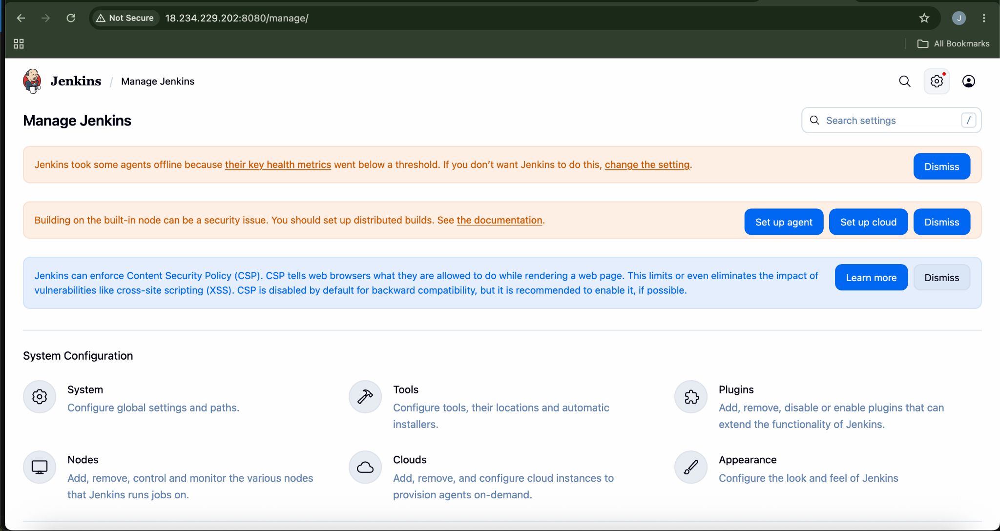 Not Secure 18.234.229.202:8080/manage/ J
All Bookmarks
Jenkins / Manage Jenkins
Manage Jenkins
Search settings /
Jenkins took some agents offline because their key health metrics went below a threshold. If you don’t want Jenkins to do this, change the setting.
Dismiss
Building on the built-in node can be a security issue. You should set up distributed builds. See the documentation.
Set up agent
Set up cloud
Dismiss
Jenkins can enforce Content Security Policy (CSP). CSP tells web browsers what they are allowed to do while rendering a web page. This limits or even eliminates the impact of
vulnerabilities like cross-site scripting (XSS). CSP is disabled by default for backward compatibility, but it is recommended to enable it, if possible.
Learn more
Dismiss
System Configuration
System
Configure global settings and paths.
Tools
Configure tools, their locations and automatic
installers.
Plugins
Add, remove, disable or enable plugins that can
extend the functionality of Jenkins.
Nodes
Add, remove, control and monitor the various nodes
that Jenkins runs jobs on.
Clouds
Add, remove, and configure cloud instances to
provision agents on-demand.
Appearance
Configure the look and feel of Jenkins